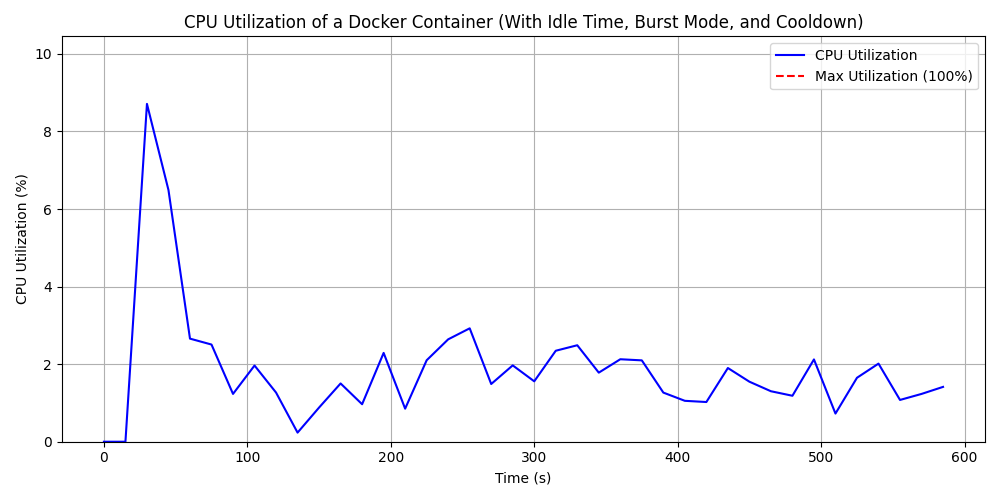 CPU Utilization of a Docker Container (With Idle Time, Burst Mode, and Cooldown)
CPU Utilization
Max Utilization (100%)
CPU Utilization (%)
10
8
6
4
2
0
0 100 200 300 400 500 600
Time (s)